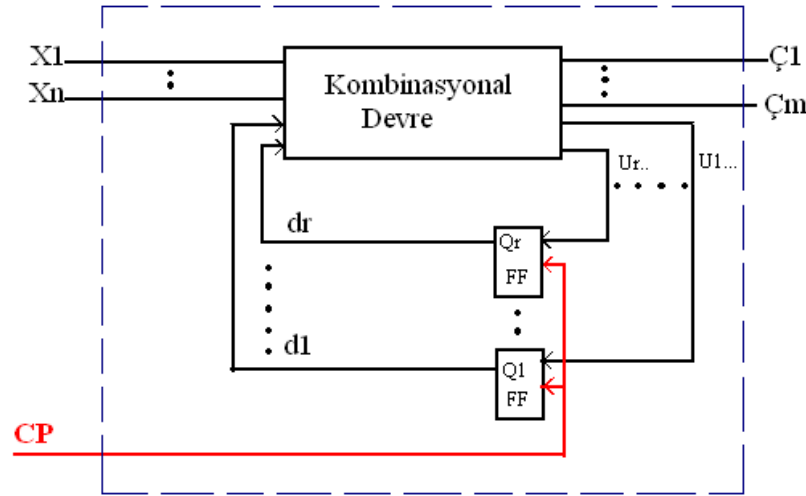 X1
Xn
Kombinasyonal
Devre
Ç1
Çm
Ur..
U1...
dr
Qr
FF
d1
Q1
FF
CP